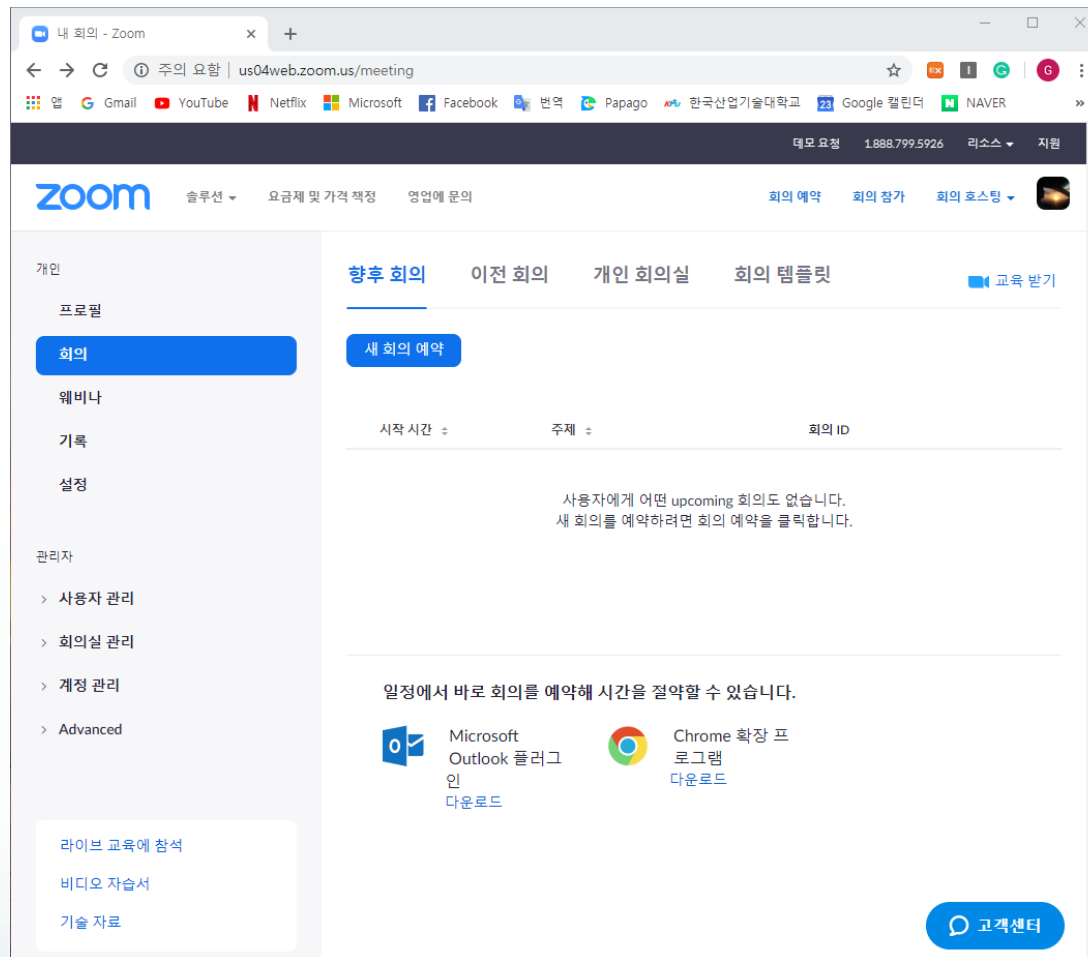 내 회의 - Zoom
주의 요함 | us04web.zoom.us/meeting
앱 Gmail YouTube Netflix Microsoft Facebook 번역 Papago 한국산업기술대학교 23 Google 캘린더 NAVER »
데모 요청 1.888.799.5926 리소스 지원
zoom 솔루션 요금제 및 가격 책정 영업에 문의 회의 예약 회의 참가 회의 호스팅
개인
프로필
회의
웨비나
기록
설정
관리자
사용자 관리
회의실 관리
계정 관리
Advanced
라이브 교육에 참석
비디오 자습서
기술 자료
향후 회의 이전 회의 개인 회의실 회의 템플릿 교육 받기
새 회의 예약
시작 시간 주제 회의 ID
사용자에게 어떤 upcoming 회의도 없습니다.
새 회의를 예약하려면 회의 예약을 클릭합니다.
일정에서 바로 회의를 예약해 시간을 절약할 수 있습니다.
Microsoft
Outlook 플러그
인
다운로드
Chrome 확장 프
로그램
다운로드
고객센터